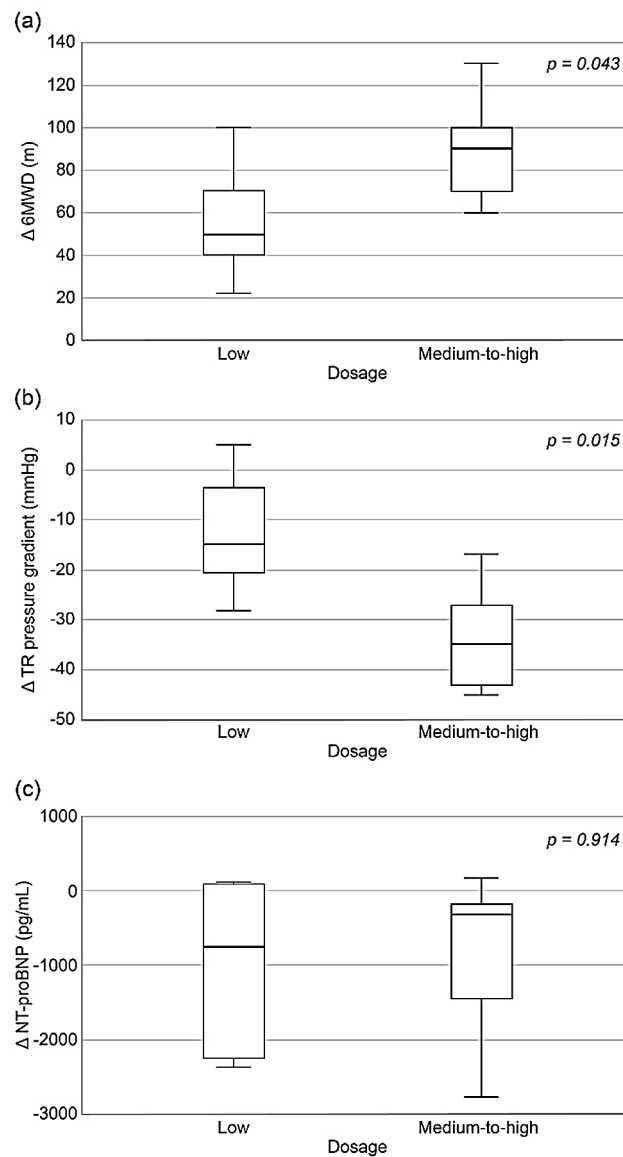 (a)
140
p = 0.043
120
100
80
60
40
20
0
Δ 6MWD (m)
Low Medium-to-high
Dosage
(b)
10
p = 0.015
0
-10
-20
-30
-40
-50
Δ TR pressure gradient (mmHg)
Low Medium-to-high
Dosage
(c)
1000
p = 0.914
0
-1000
-2000
-3000
Δ NT-proBNP (pg/mL)
Low Medium-to-high
Dosage